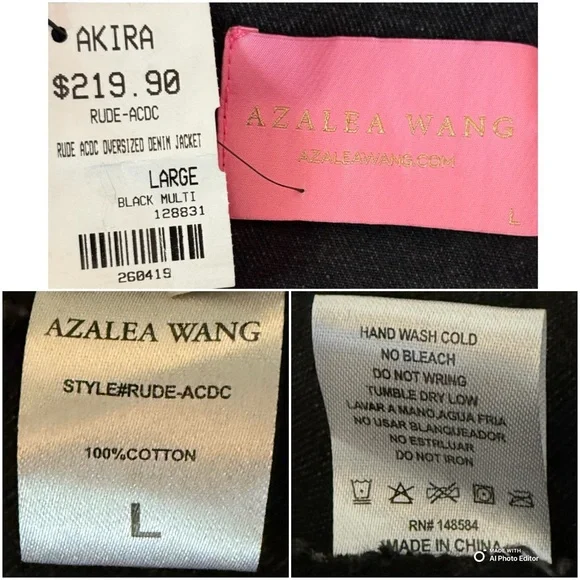 AKIRA
$219.90
RUDE-ACDC
RUDE ACDC OVERSIZED DENIM JACKET
LARGE
BLACK MULTI
128831
260419
AZALEA WANG
AZALEAWANG.COM
L
AZALEA WANG
STYLE#RUDE-ACDC
100%COTTON
L
HAND WASH COLD
NO BLEACH
DO NOT WRING
TUMBLE DRY LOW
LAVAR A MANO,AGUA FRIA
NO USAR BLANQUEADOR
NO ESTRLUAR
DO NOT IRON
RN# 148584
MADE IN CHINA
MADE WITH
AI Photo Editor